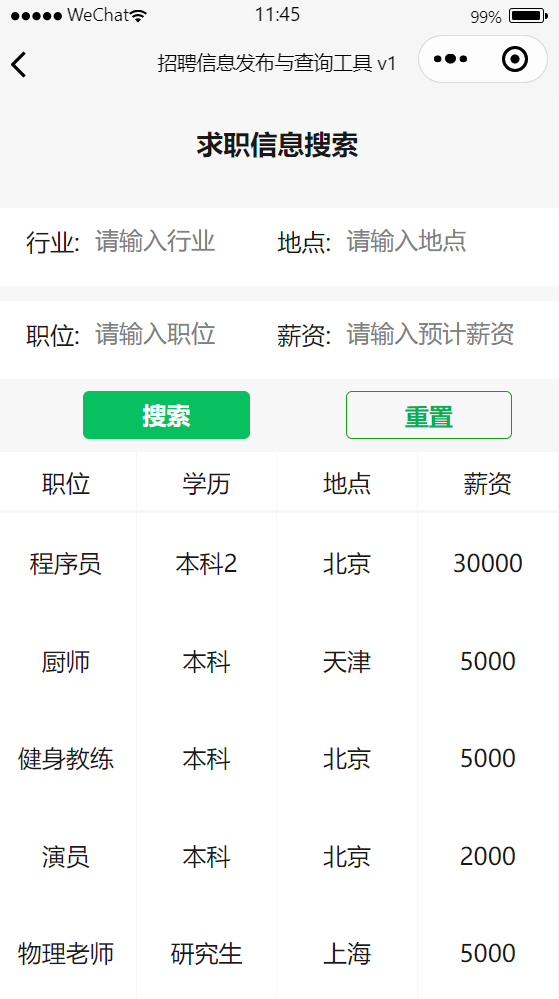 WeChat 11:45 99%
招聘信息发布与查询工具 v1
求职信息搜索
行业: 请输入行业 地点: 请输入地点
职位: 请输入职位 薪资: 请输入预计薪资
搜索 重置
职位 学历 地点 薪资
程序员 本科2 北京 30000
厨师 本科 天津 5000
健身教练 本科 北京 5000
演员 本科 北京 2000
物理老师 研究生 上海 5000